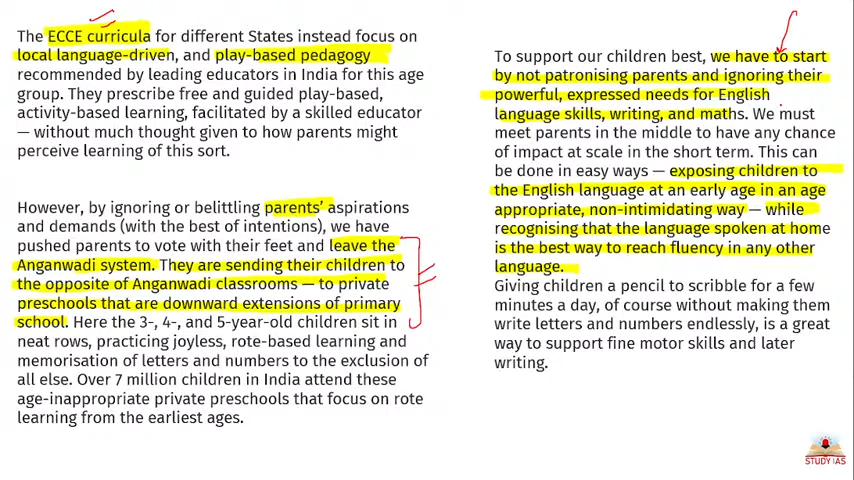 The ECCE curricula for different States instead focus on
local language-driven, and play-based pedagogy
recommended by leading educators in India for this age
group. They prescribe free and guided play-based,
activity-based learning, facilitated by a skilled educator
— without much thought given to how parents might
perceive learning of this sort.
However, by ignoring or belittling parents' aspirations
and demands (with the best of intentions), we have
pushed parents to vote with their feet and leave the
Anganwadi system. They are sending their children to
the opposite of Anganwadi classrooms — to private
preschools that are downward extensions of primary
school. Here the 3-, 4-, and 5-year-old children sit in
neat rows, practicing joyless, rote-based learning and
memorisation of letters and numbers to the exclusion of
all else. Over 7 million children in India attend these
age-inappropriate private preschools that focus on rote
learning from the earliest ages.
To support our children best, we have to start
by not patronising parents and ignoring their
powerful, expressed needs for English
language skills, writing, and maths. We must
meet parents in the middle to have any chance
of impact at scale in the short term. This can
be done in easy ways — exposing children to
the English language at an early age in an age
appropriate, non-intimidating way — while
recognising that the language spoken at home
is the best way to reach fluency in any other
language.
Giving children a pencil to scribble for a few
minutes a day, of course without making them
write letters and numbers endlessly, is a great
way to support fine motor skills and later
writing.
STUDY IAS